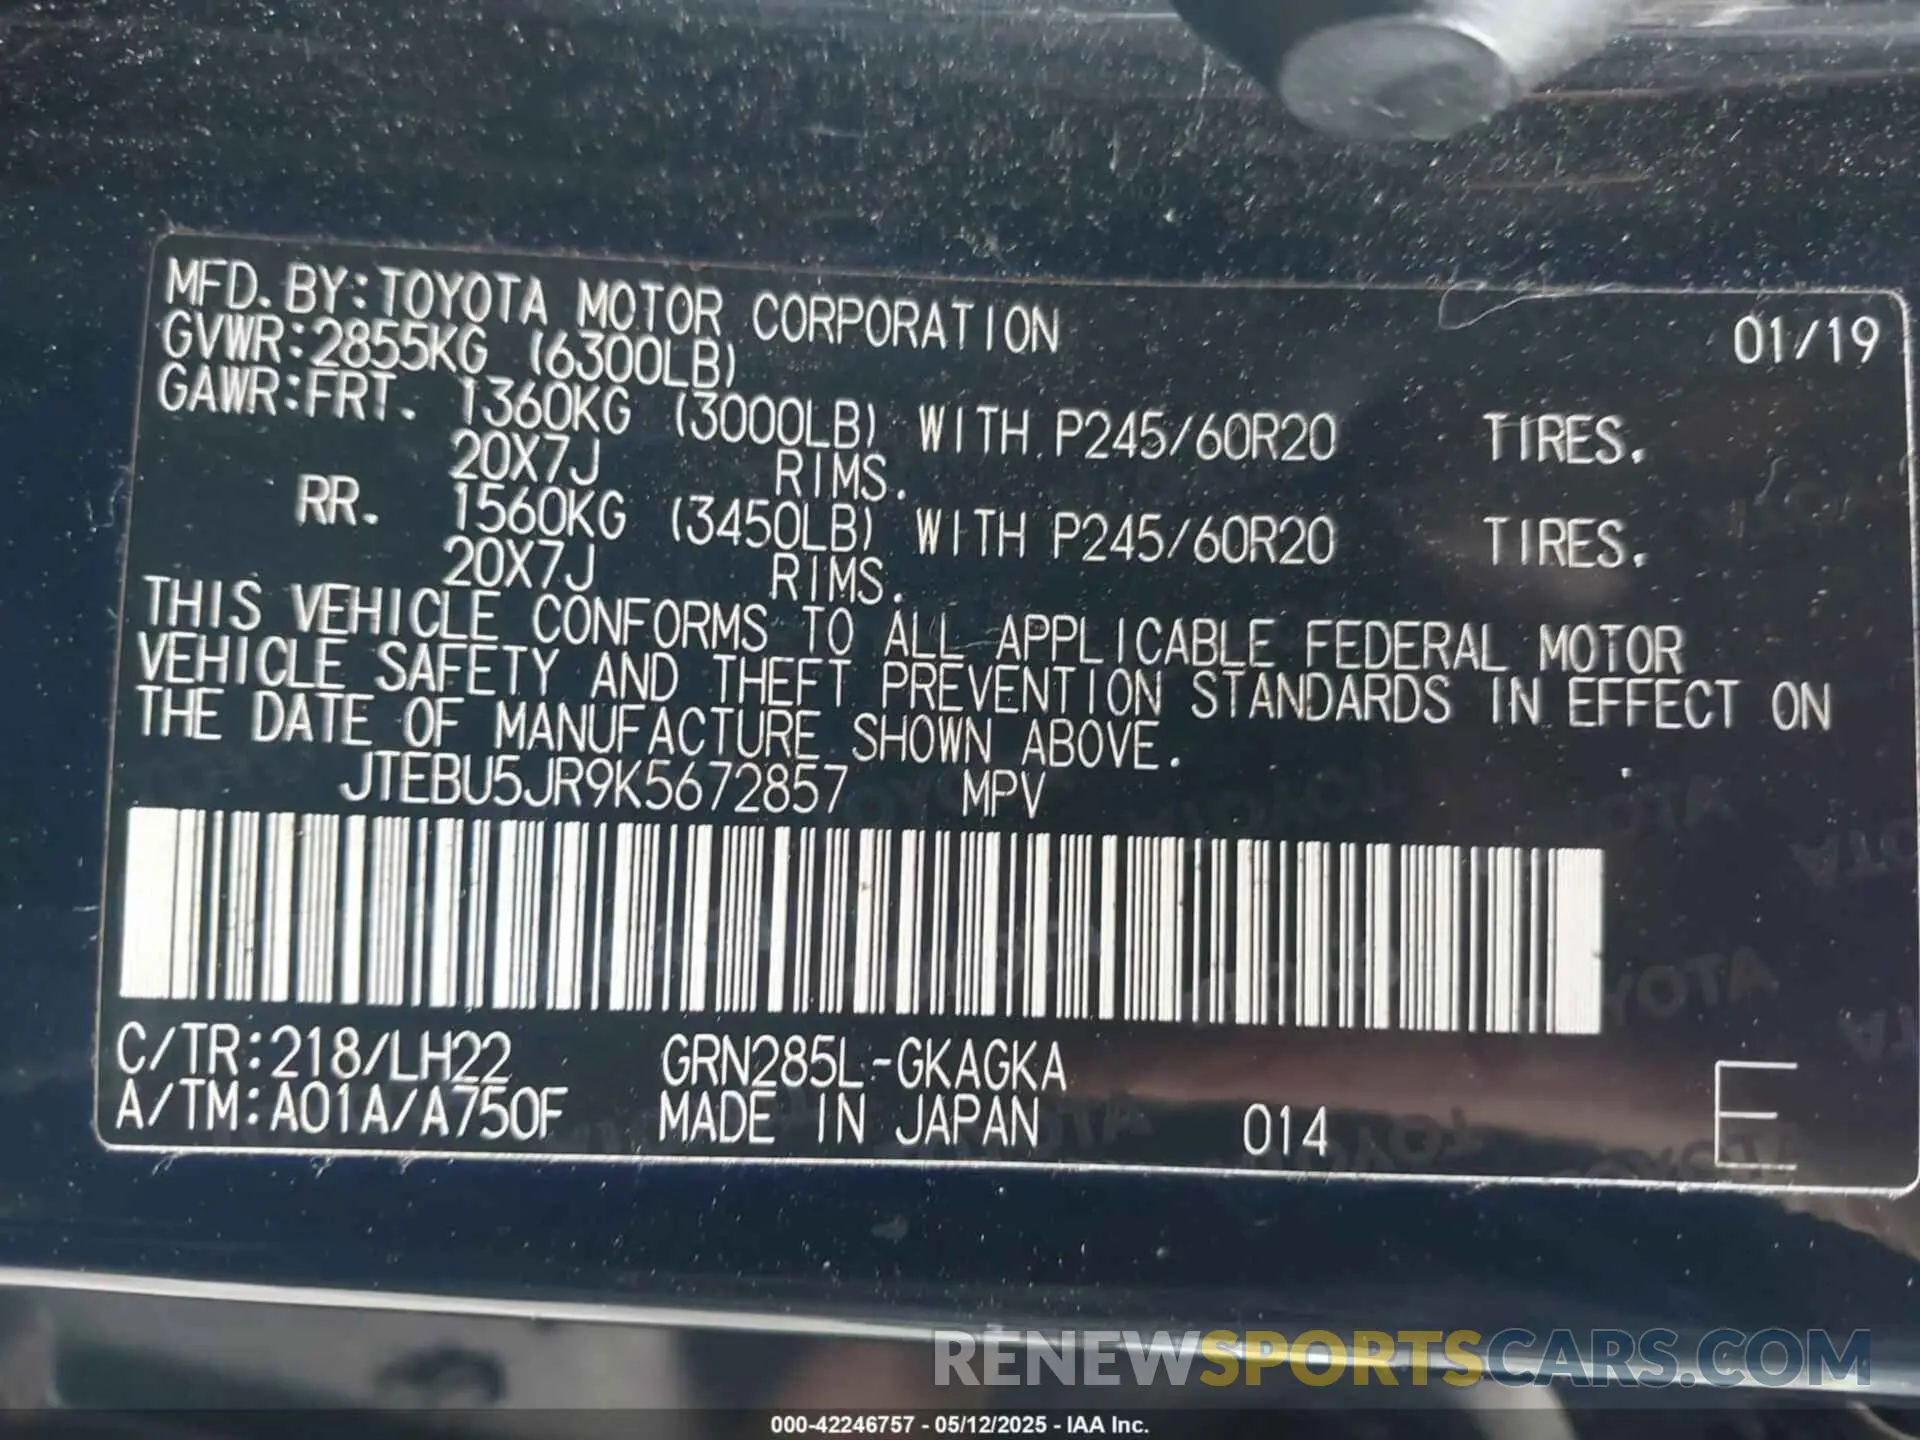 MFD. BY: TOYOTA MOTOR CORPORATION 01/19
GVWR: 2855KG (6300LB)
GAWR: FRT. 1360KG (3000LB) WITH P245/60R20 TIRES.
20X7J RIMS.
RR. 1560KG (3450LB) WITH P245/60R20 TIRES.
20X7J RIMS.
THIS VEHICLE CONFORMS TO ALL APPLICABLE FEDERAL MOTOR
VEHICLE SAFETY AND THEFT PREVENTION STANDARDS IN EFFECT ON
THE DATE OF MANUFACTURE SHOWN ABOVE.
JTEBU5JR9K5672857 MPV
C/TR: 218/LH22 GRN285L-GKAGKA
A/TM: A01A/A750F MADE IN JAPAN 014 E
RENEWSPORTSCARS.COM
000-42246757 - 05/12/2025 - IAA Inc.